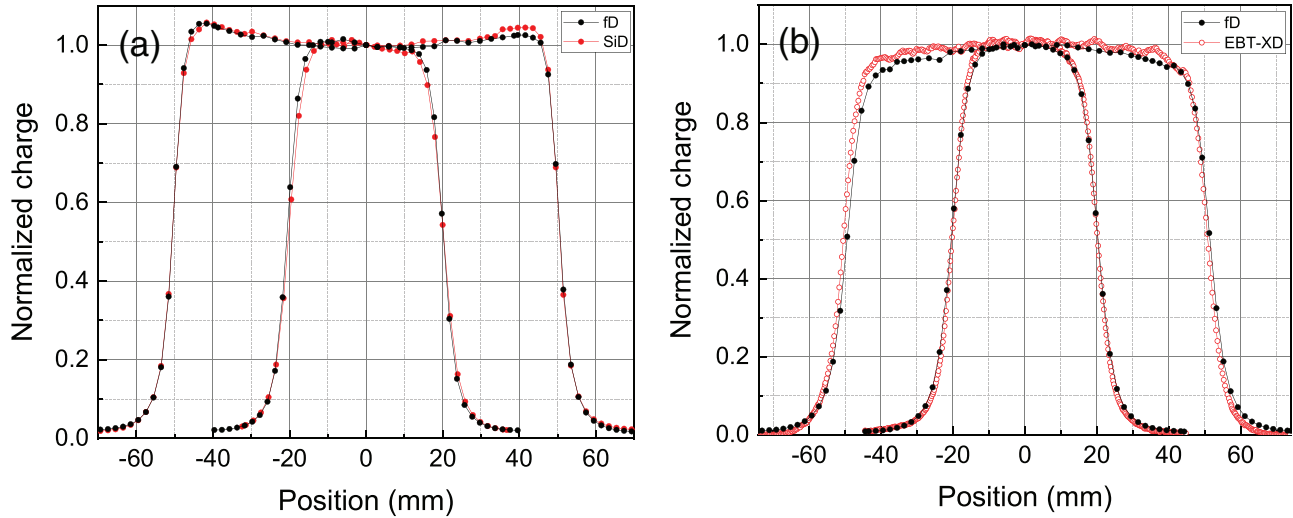 (a)
fD
SiD
Normalized charge
1.0
0.8
0.6
0.4
0.2
0.0
-60 -40 -20 0 20 40 60
Position (mm)
(b)
fD
EBT-XD
Normalized charge
1.0
0.8
0.6
0.4
0.2
0.0
-60 -40 -20 0 20 40 60
Position (mm)